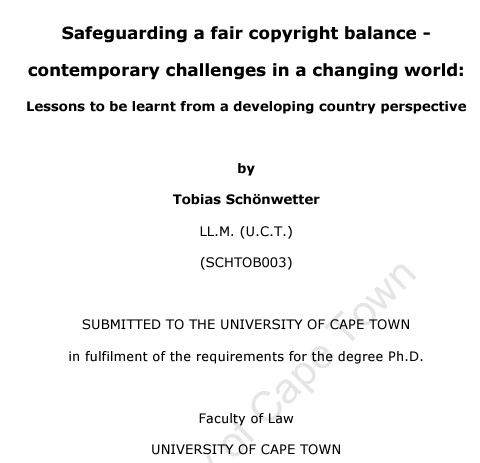 Safeguarding a fair copyright balance -
contemporary challenges in a changing world:
Lessons to be learnt from a developing country perspective
by
Tobias Schönwetter
LL.M. (U.C.T.)
(SCHTOB003)
SUBMITTED TO THE UNIVERSITY OF CAPE TOWN
in fulfilment of the requirements for the degree Ph.D.
Faculty of Law
UNIVERSITY OF CAPE TOWN
of Cape Town